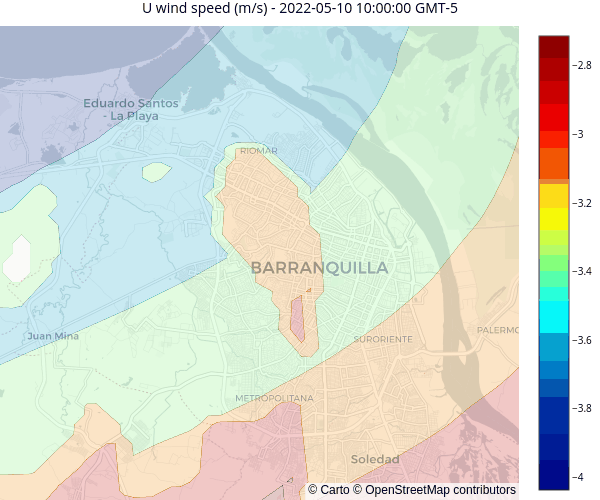 U wind speed (m/s) - 2022-05-10 10:00:00 GMT-5
Eduardo Santos
- La Playa
RIOMAR
BARRANQUILLA
Juan Mina
SURORIENTE
PALERMO
METROPOLITANA
Soledad
© Carto © OpenStreetMap contributors
−2.8
−3
−3.2
−3.4
−3.6
−3.8
−4